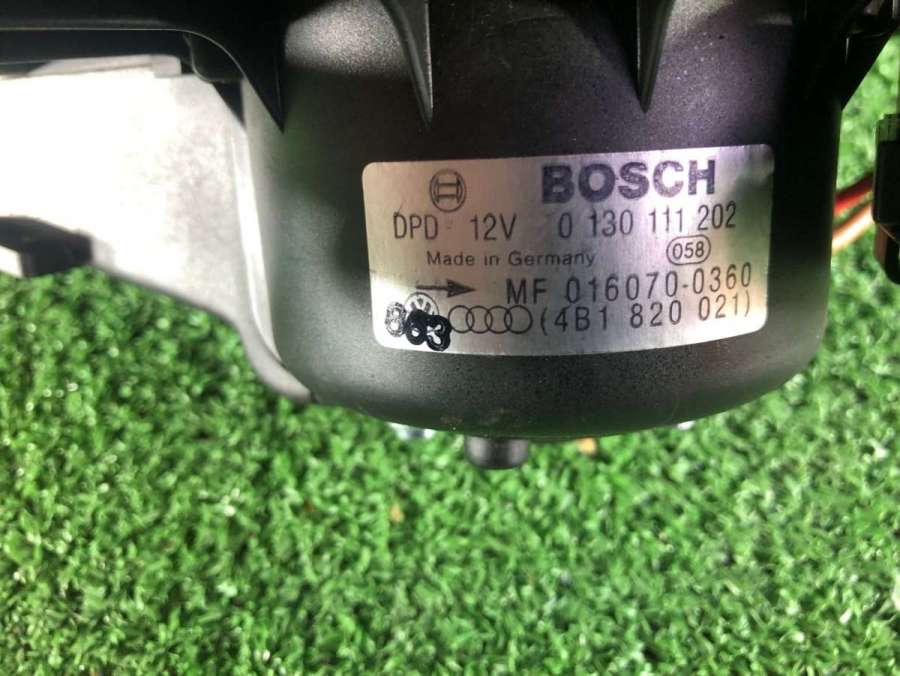 BOSCH
DPD 12V 0 130 111 202
Made in Germany 058
MF 016070-0360
863 (4B1 820 021)